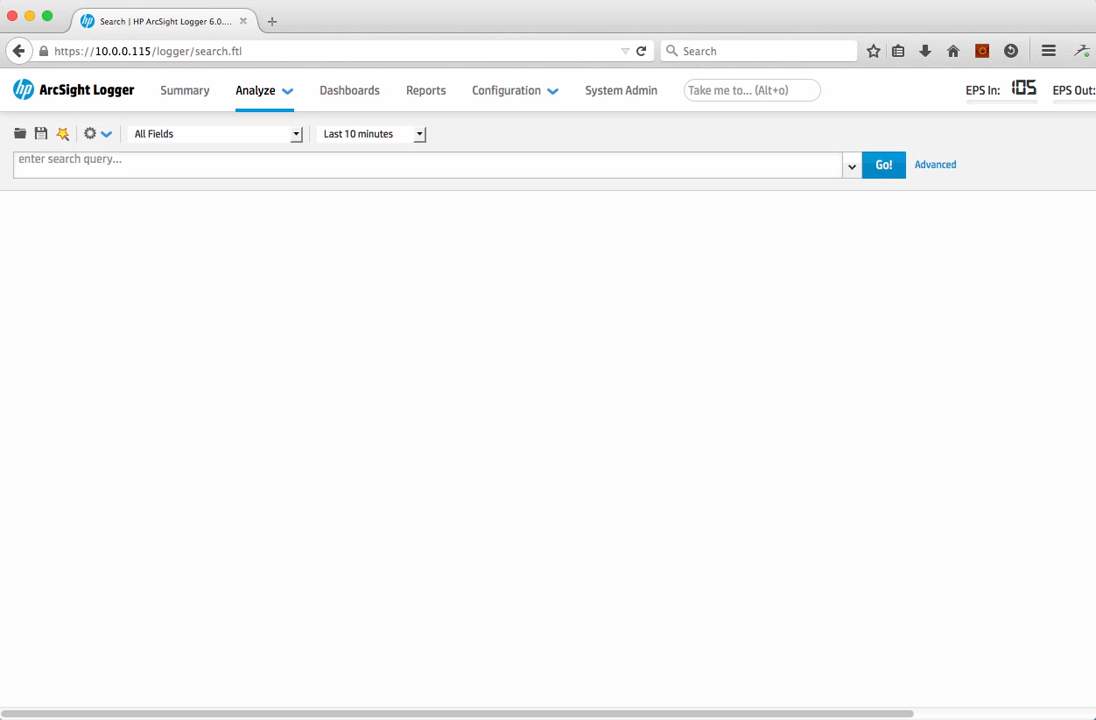 Search | HP ArcSight Logger 6.0....
https://10.0.0.115/logger/search.ftl
Search
hp ArcSight Logger Summary Analyze Dashboards Reports Configuration System Admin Take me to... (Alt+o) EPS In: 105 EPS Out:
All Fields Last 10 minutes
enter search query... Go! Advanced